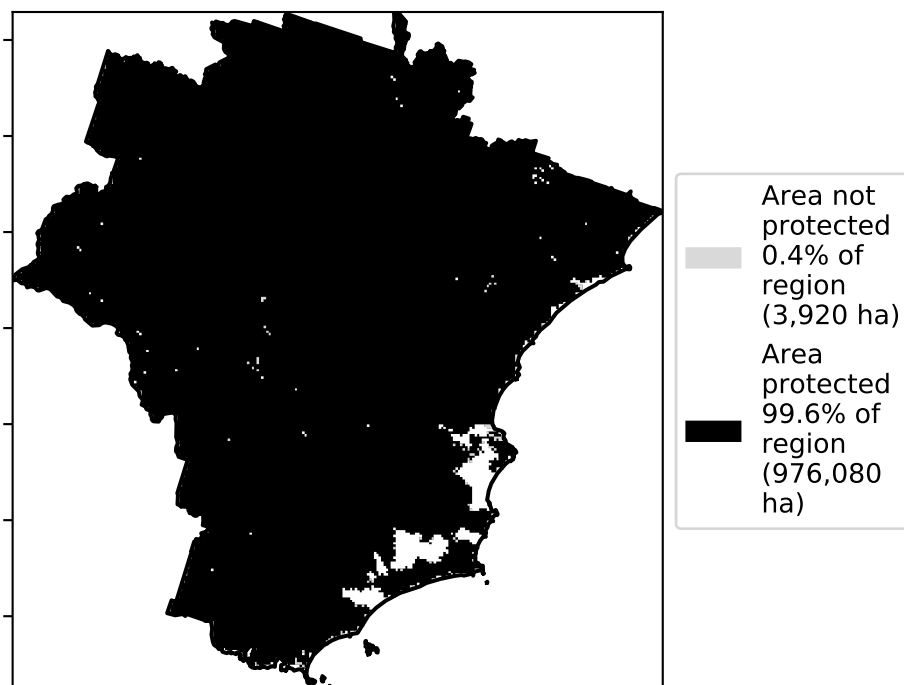 Area not
protected
0.4% of
region
(3,920 ha)
Area
protected
99.6% of
region
(976,080
ha)